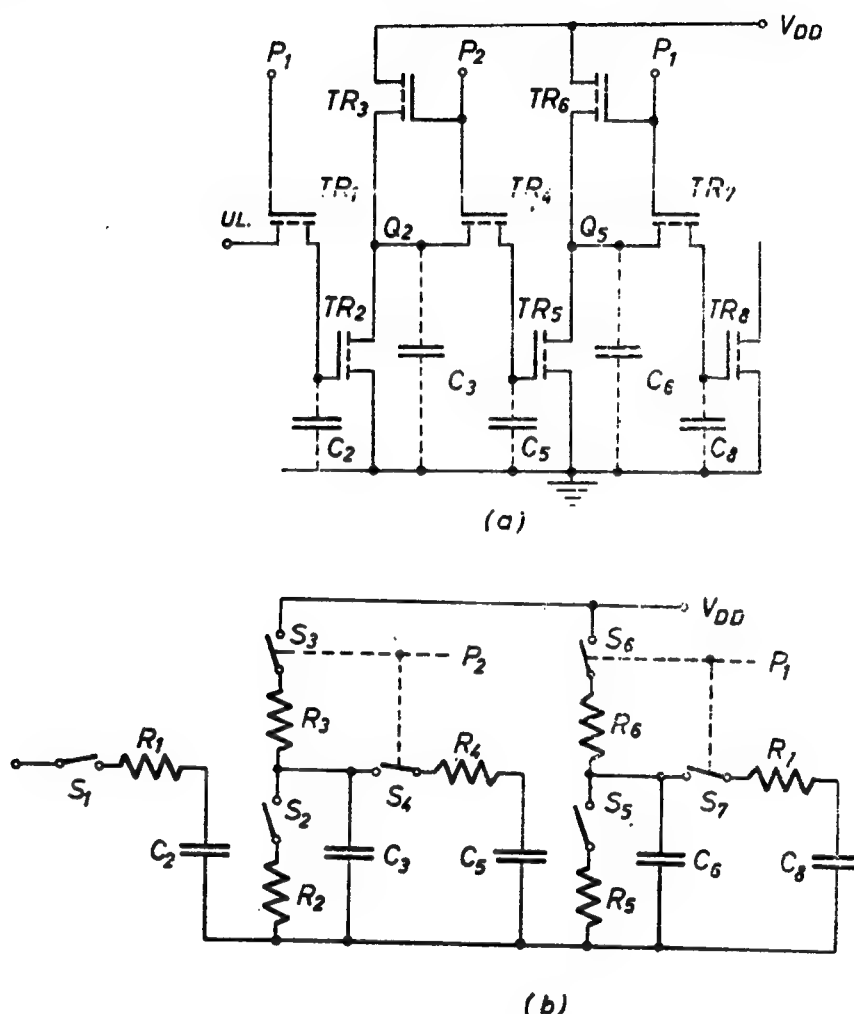 V_DD
P₁ P₂ P₁
TR₃ TR₆
TR₁ TR₄ TR₇
UL. Q₂ Q₅
TR₂ TR₅ TR₈
C₃ C₆
C₂ C₅ C₈
(a)
V_DD
S₃ P₂ S₆ P₁
R₃ R₆
R₁ R₄ R₇
S₁ S₂ S₄ S₅ S₇
C₂ C₃ C₅ C₆ C₈
R₂ R₅
(b)